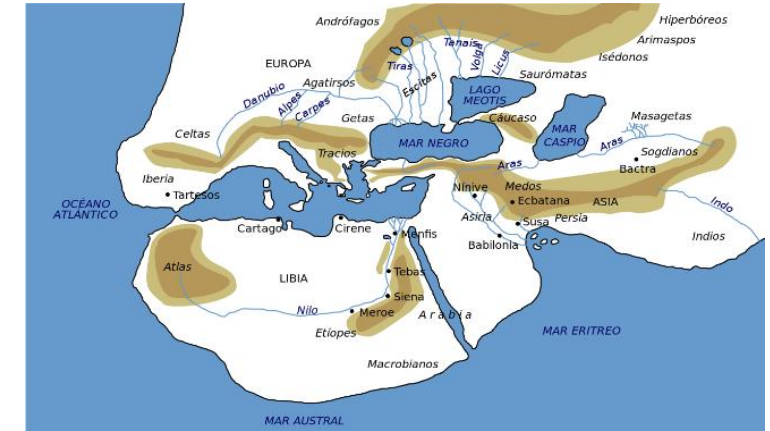 Andrófagos
Hiperbóreos
Arimaspos
Isédonos
Tanais
Volga
Licus
EUROPA
Tiras
Escitas
Saurómatas
Agatirsos
Danubio
Alpes
Carpes
LAGO
MEOTIS
Getas
Cáucaso
Masagetas
Celtas
MAR NEGRO
MAR
CASPIO
Aras
Sogdianos
Tracios
Aras
Bactra
Iberia
Tartesos
Nínive
Medos
Ecbatana
ASIA
Indo
OCÉANO
ATLÁNTICO
Cartago
Cirene
Menfis
Asiria
Susa
Persia
Babilonia
Indios
Atlas
LIBIA
Tebas
Siena
Nilo
Meroe
Arabia
Etíopes
MAR ERITREO
Macrobianos
MAR AUSTRAL